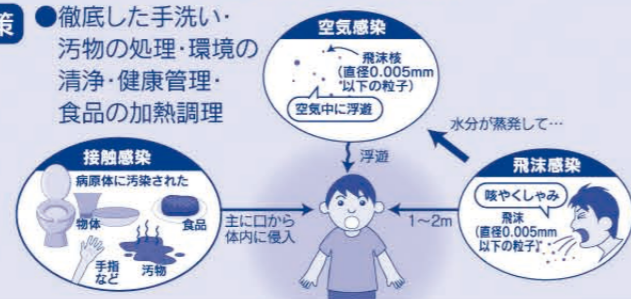 策
●徹底した手洗い・
汚物の処理・環境の
清浄・健康管理・
食品の加熱調理
空気感染
飛沫核
(直径0.005mm
以下の粒子)
空気中に浮遊
浮遊
水分が蒸発して…
接触感染
病原体に汚染された
物体
食品
手指
など
汚物
主に口から
体内に侵入
1～2m
飛沫感染
咳やくしゃみ
飛沫
(直径0.005mm
以下の粒子)